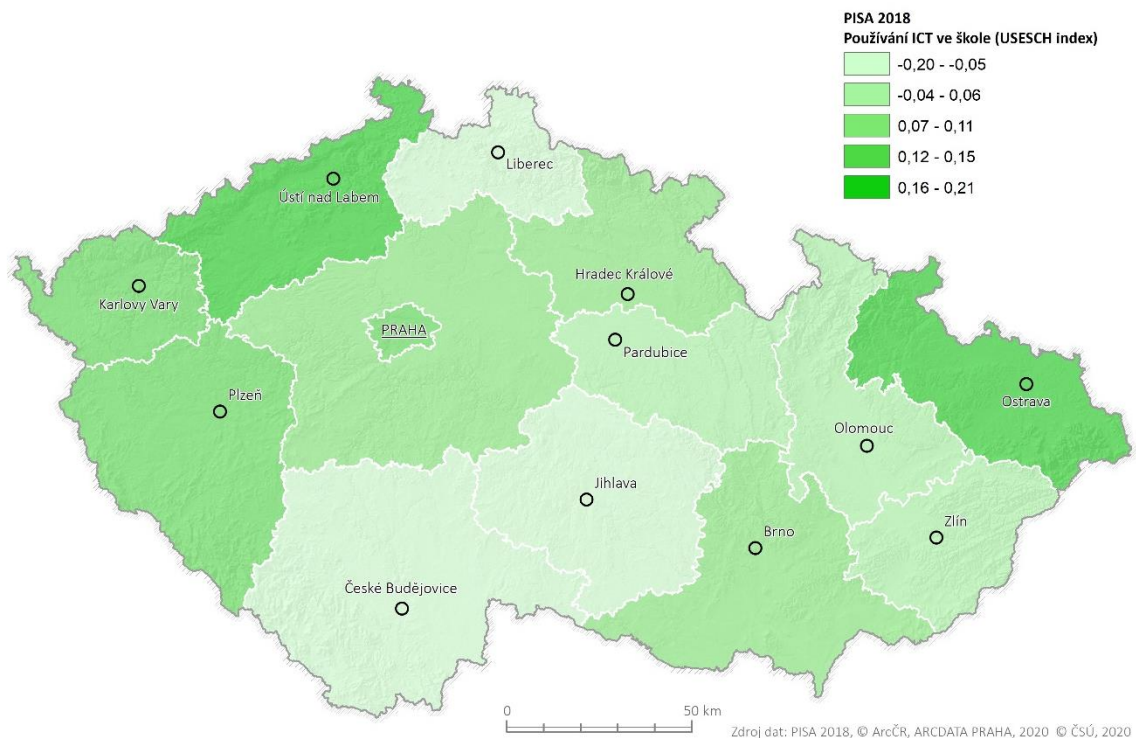 PISA 2018
Používání ICT ve škole (USESCH index)
-0,20 - -0,05
-0,04 - 0,06
0,07 - 0,11
0,12 - 0,15
0,16 - 0,21
Liberec
Ústí nad Labem
Karlovy Vary
Hradec Králové
PRAHA
Pardubice
Plzeň
Ostrava
Olomouc
Jihlava
Zlín
Brno
České Budějovice
0 50 km
Zdroj dat: PISA 2018, © ArcČR, ARCDATA PRAHA, 2020 © ČSÚ, 2020